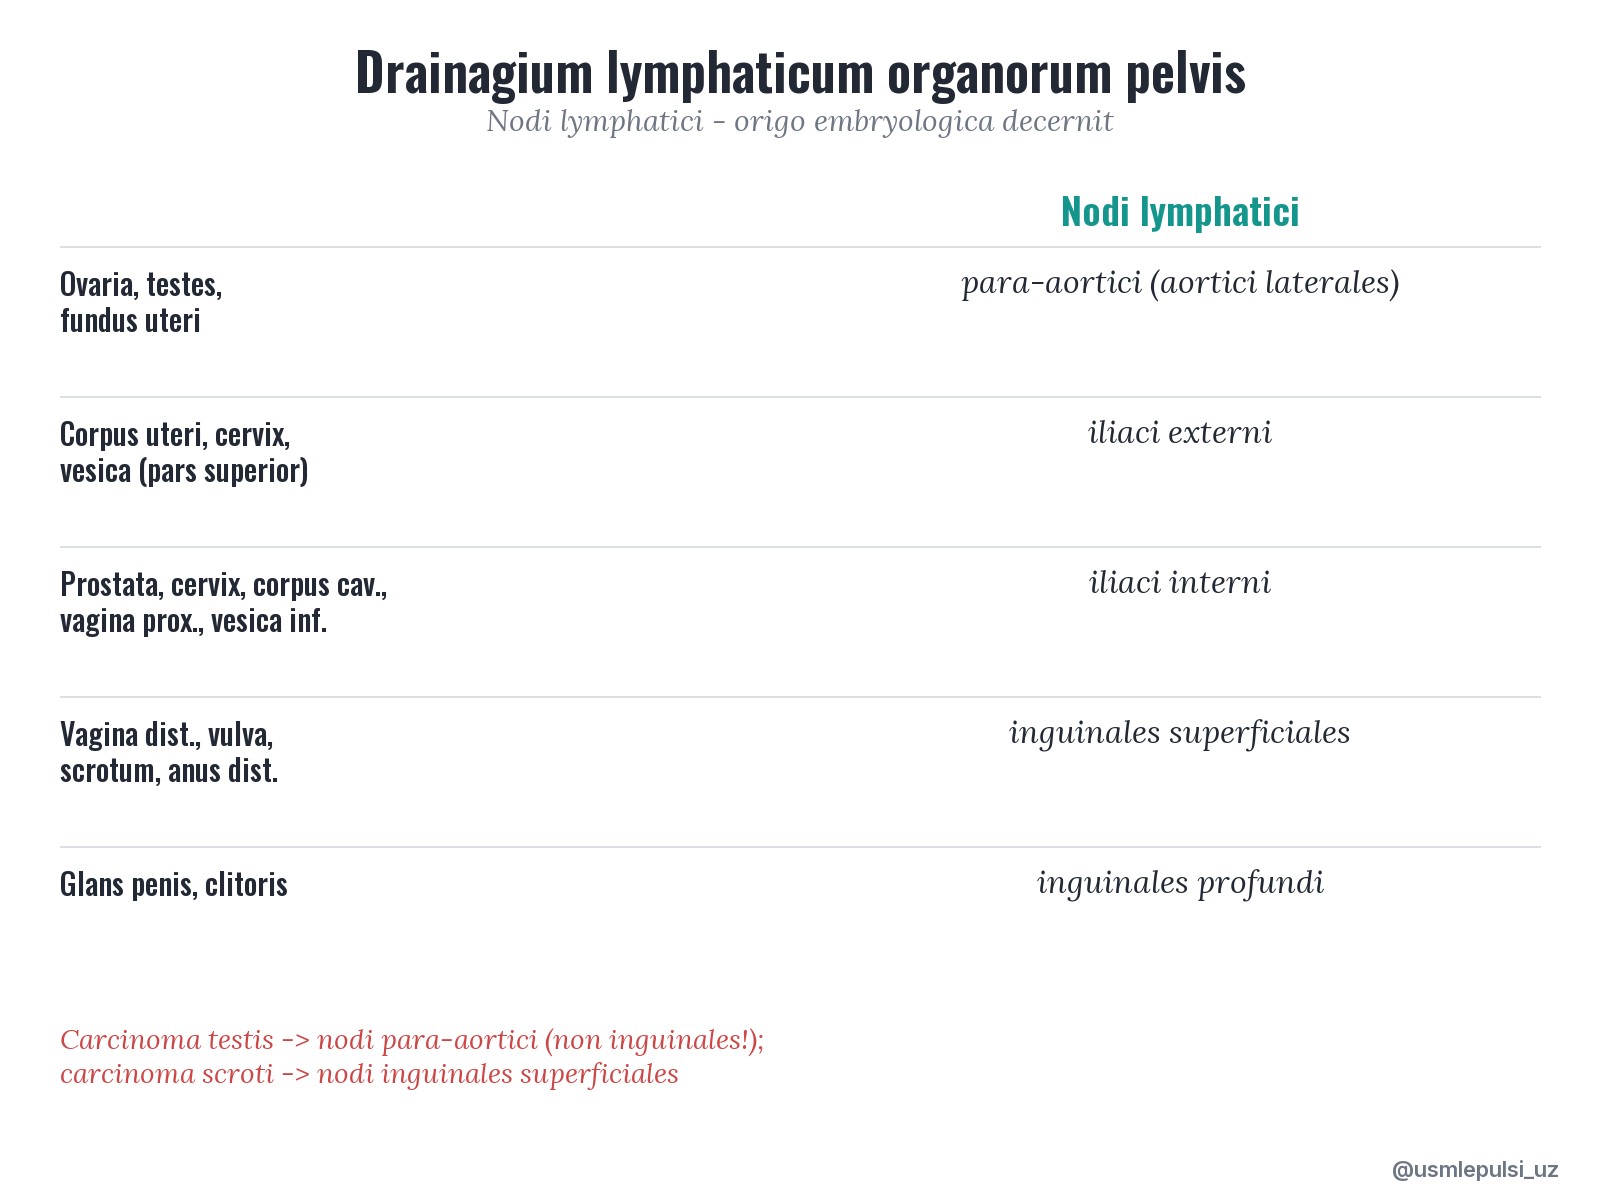 Drainagium lymphaticum organorum pelvis
Nodi lymphatici - origo embryologica decernit
Nodi lymphatici
Ovaria, testes,
fundus uteri
para-aortici (aortici laterales)
Corpus uteri, cervix,
vesica (pars superior)
iliaci externi
Prostata, cervix, corpus cav.,
vagina prox., vesica inf.
iliaci interni
Vagina dist., vulva,
scrotum, anus dist.
inguinales superficiales
Glans penis, clitoris
inguinales profundi
Carcinoma testis -> nodi para-aortici (non inguinales!);
carcinoma scroti -> nodi inguinales superficiales
@usmlepulsi_uz